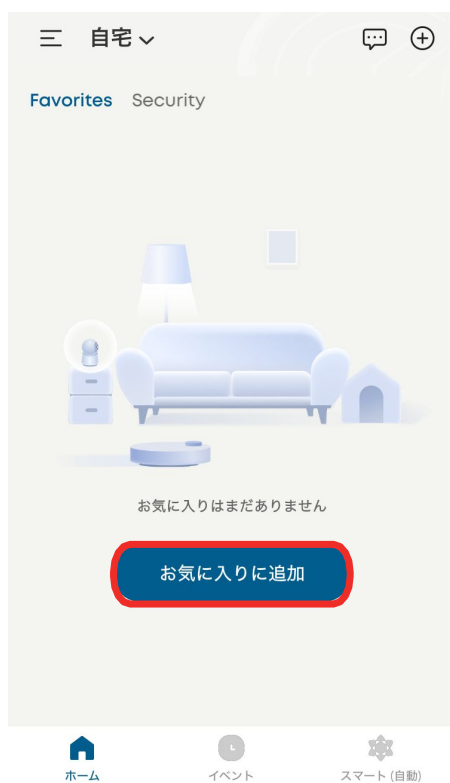 自宅
Favorites Security
お気に入りはまだありません
お気に入りに追加
ホーム イベント スマート (自動)